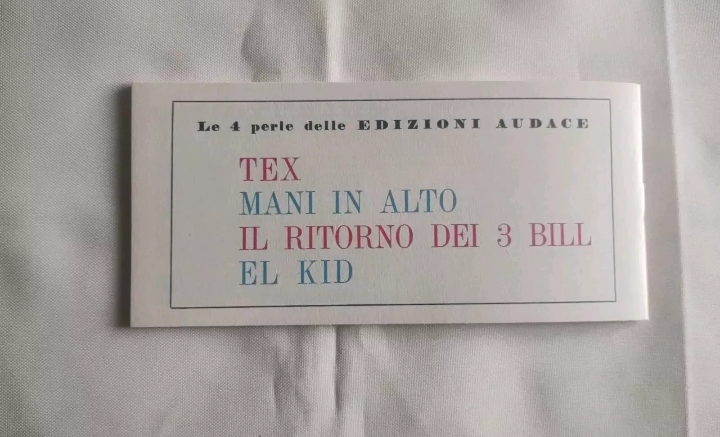 Le 4 perle delle EDIZIONI AUDACE
TEX
MANI IN ALTO
IL RITORNO DEI 3 BILL
EL KID